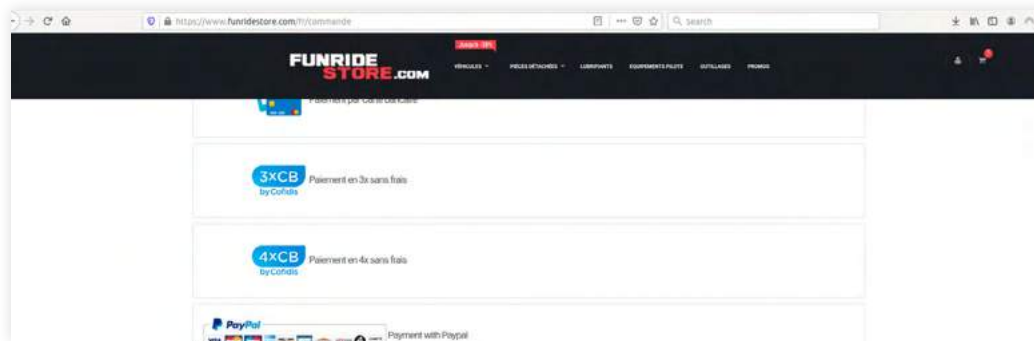 https://www.funridestore.com/fr/commande
Search
Jusqu'à -38%
FUNRIDE
STORE.COM
VÉHICULES
PIÈCES DÉTACHÉES
LUBRIFIANTS
EQUIPEMENTS PILOTE
OUTILLAGES
PROMOS
Paiement par Carte bancaire
3XCB
by Cofidis
Paiement en 3x sans frais
4XCB
by Cofidis
Paiement en 4x sans frais
PayPal
Payment with Paypal